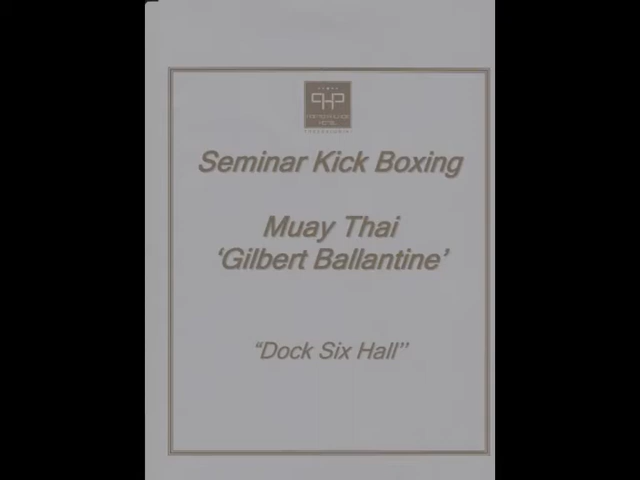 Seminar Kick Boxing
Muay Thai
‘Gilbert Ballantine’
“Dock Six Hall’’